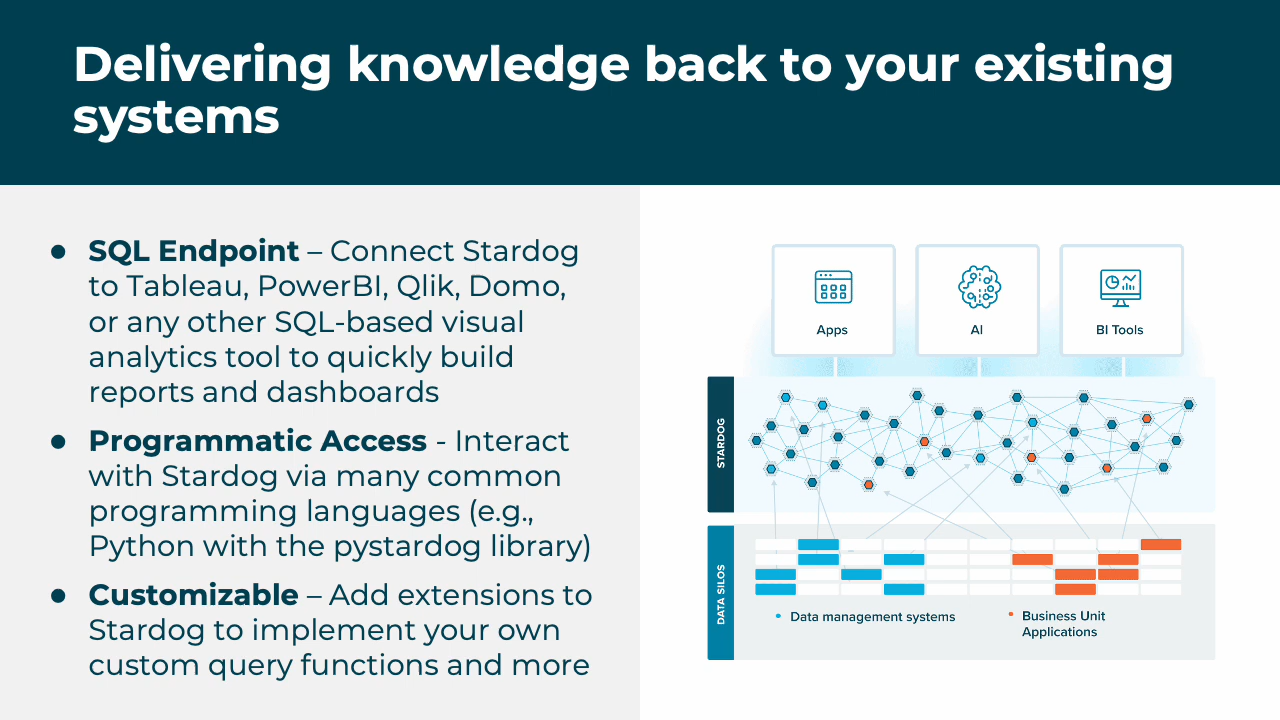 Delivering knowledge back to your existing
systems
● SQL Endpoint – Connect Stardog
to Tableau, PowerBI, Qlik, Domo,
or any other SQL-based visual
analytics tool to quickly build
reports and dashboards
● Programmatic Access - Interact
with Stardog via many common
programming languages (e.g.,
Python with the pystardog library)
● Customizable – Add extensions to
Stardog to implement your own
custom query functions and more
Apps
AI
BI Tools
STARDOG
DATA SILOS
Data management systems
Business Unit
Applications